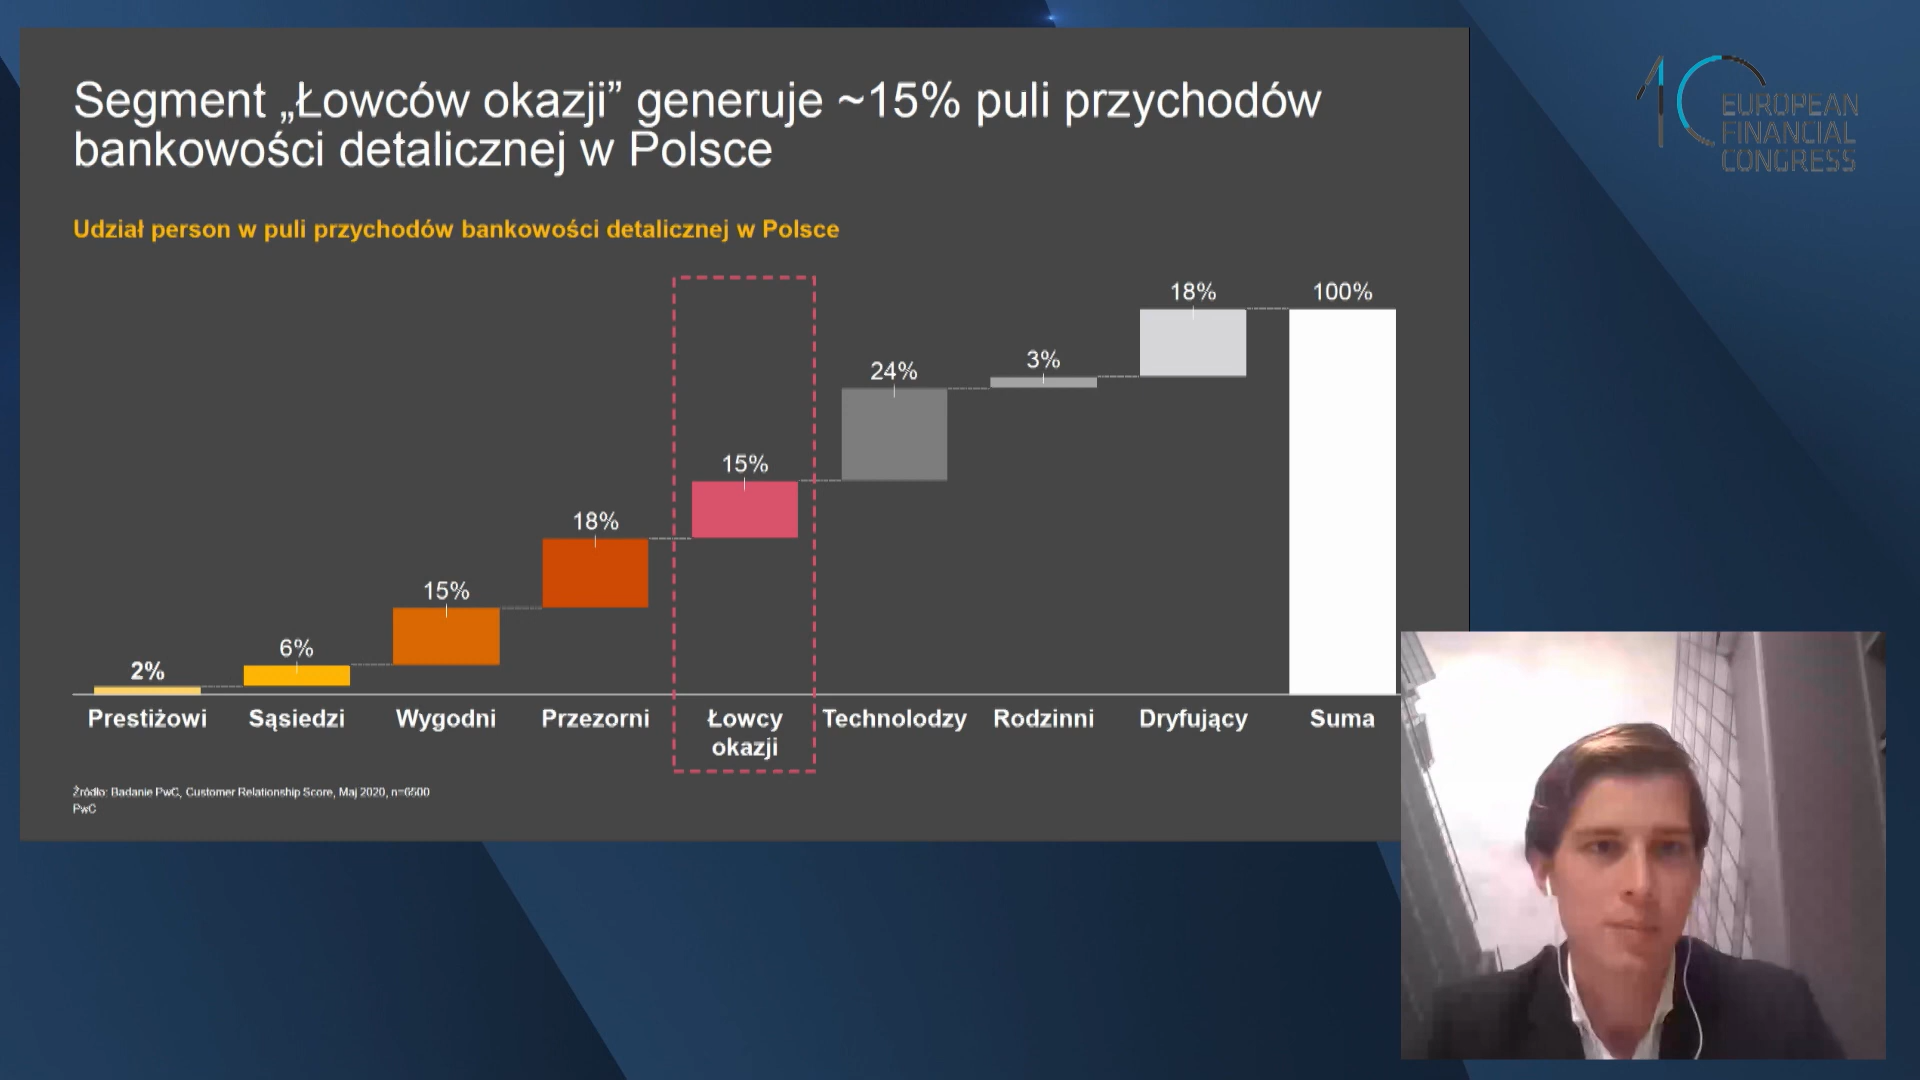 Segment „Łowców okazji” generuje ~15% puli przychodów
bankowości detalicznej w Polsce
Udział person w puli przychodów bankowości detalicznej w Polsce
2%
6%
15%
18%
15%
24%
3%
18%
100%
Prestiżowi
Sąsiedzi
Wygodni
Przezorni
Łowcy
okazji
Technolodzy
Rodzinni
Dryfujący
Suma
Źródło: Badanie PwC, Customer Relationship Score, Maj 2020, n=6500
PwC
10
EUROPEAN
FINANCIAL
CONGRESS